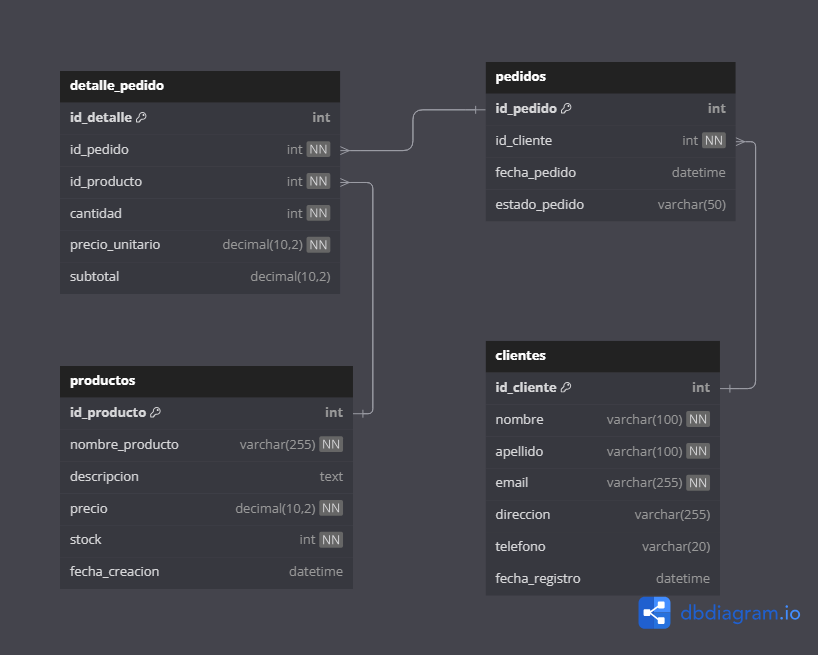 detalle_pedido
id_detalle int
id_pedido int NN
id_producto int NN
cantidad int NN
precio_unitario decimal(10,2) NN
subtotal decimal(10,2)
pedidos
id_pedido int
id_cliente int NN
fecha_pedido datetime
estado_pedido varchar(50)
productos
id_producto int
nombre_producto varchar(255) NN
descripcion text
precio decimal(10,2) NN
stock int NN
fecha_creacion datetime
clientes
id_cliente int
nombre varchar(100) NN
apellido varchar(100) NN
email varchar(255) NN
direccion varchar(255)
telefono varchar(20)
fecha_registro datetime
dbdiagram.io